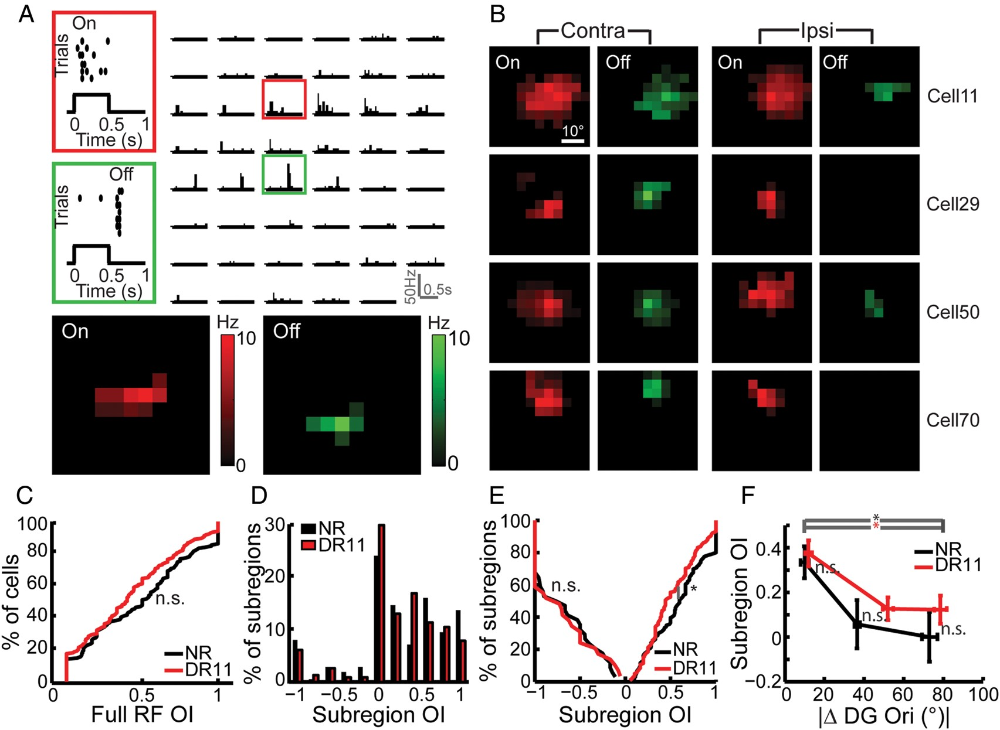 A
On
Trials
0 0.5 1
Time (s)
Off
Trials
0 0.5 1
Time (s)
50Hz
0.5s
On
Hz
10
0
Off
Hz
10
0
B
Contra
Ipsi
On
Off
On
Off
10°
Cell11
Cell29
Cell50
Cell70
C
% of cells
100
80
60
40
20
0
n.s.
NR
DR11
0 0.5 1
Full RF OI
D
% of subregions
30
20
10
0
NR
DR11
−1 −0.5 0 0.5 1
Subregion OI
E
% of subregions
100
80
60
40
20
0
n.s.
*
NR
DR11
−1 −0.5 0 0.5 1
Subregion OI
F
Subregion OI
0.4
0.2
0
−0.2
*
*
NR
DR11
n.s.
n.s.
n.s.
0 20 40 60 80 100
|Δ DG Ori (°)|